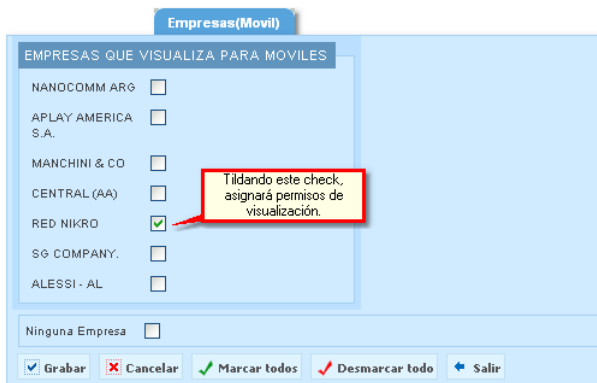 Empresas(Movil)
EMPRESAS QUE VISUALIZA PARA MOVILES
NANOCOMM ARG
APLAY AMERICA
S.A.
MANCHINI & CO
CENTRAL (AA)
Tildando este check,
asignará permisos de
visualización.
RED NIKRO
SG COMPANY.
ALESSI - AL
Ninguna Empresa
Grabar Cancelar Marcar todos Desmarcar todo Salir